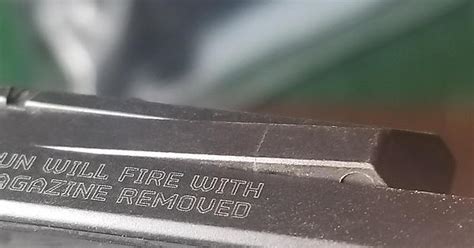 UN WILL FIRE WITH
AGAZINE REMOVED